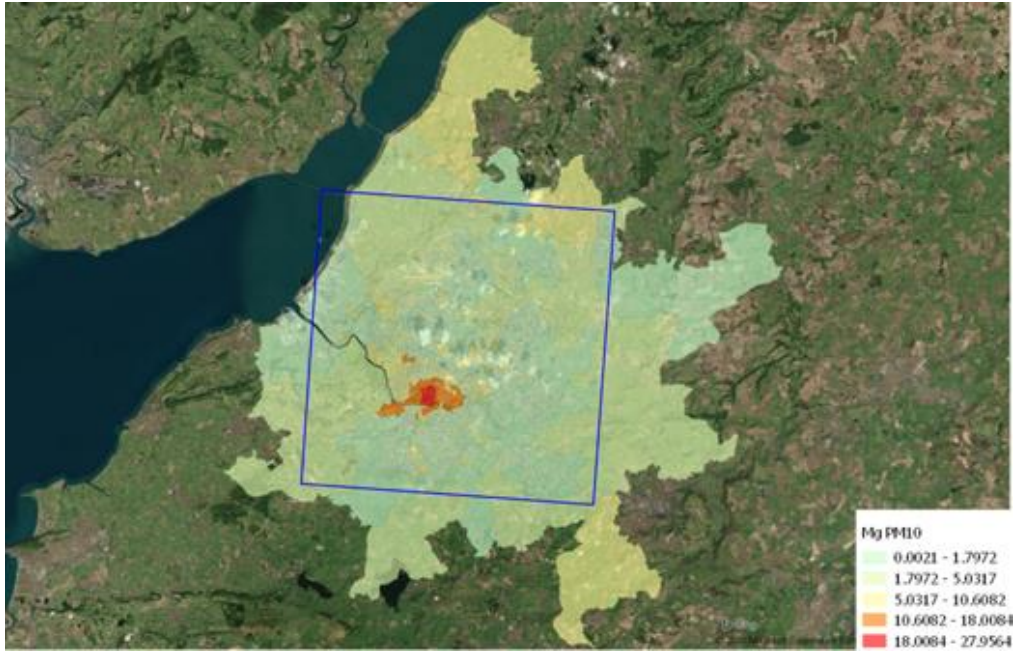 Mg PM10
0.0021 - 1.7972
1.7972 - 5.0317
5.0317 - 10.6082
10.6082 - 18.0084
18.0084 - 27.9564